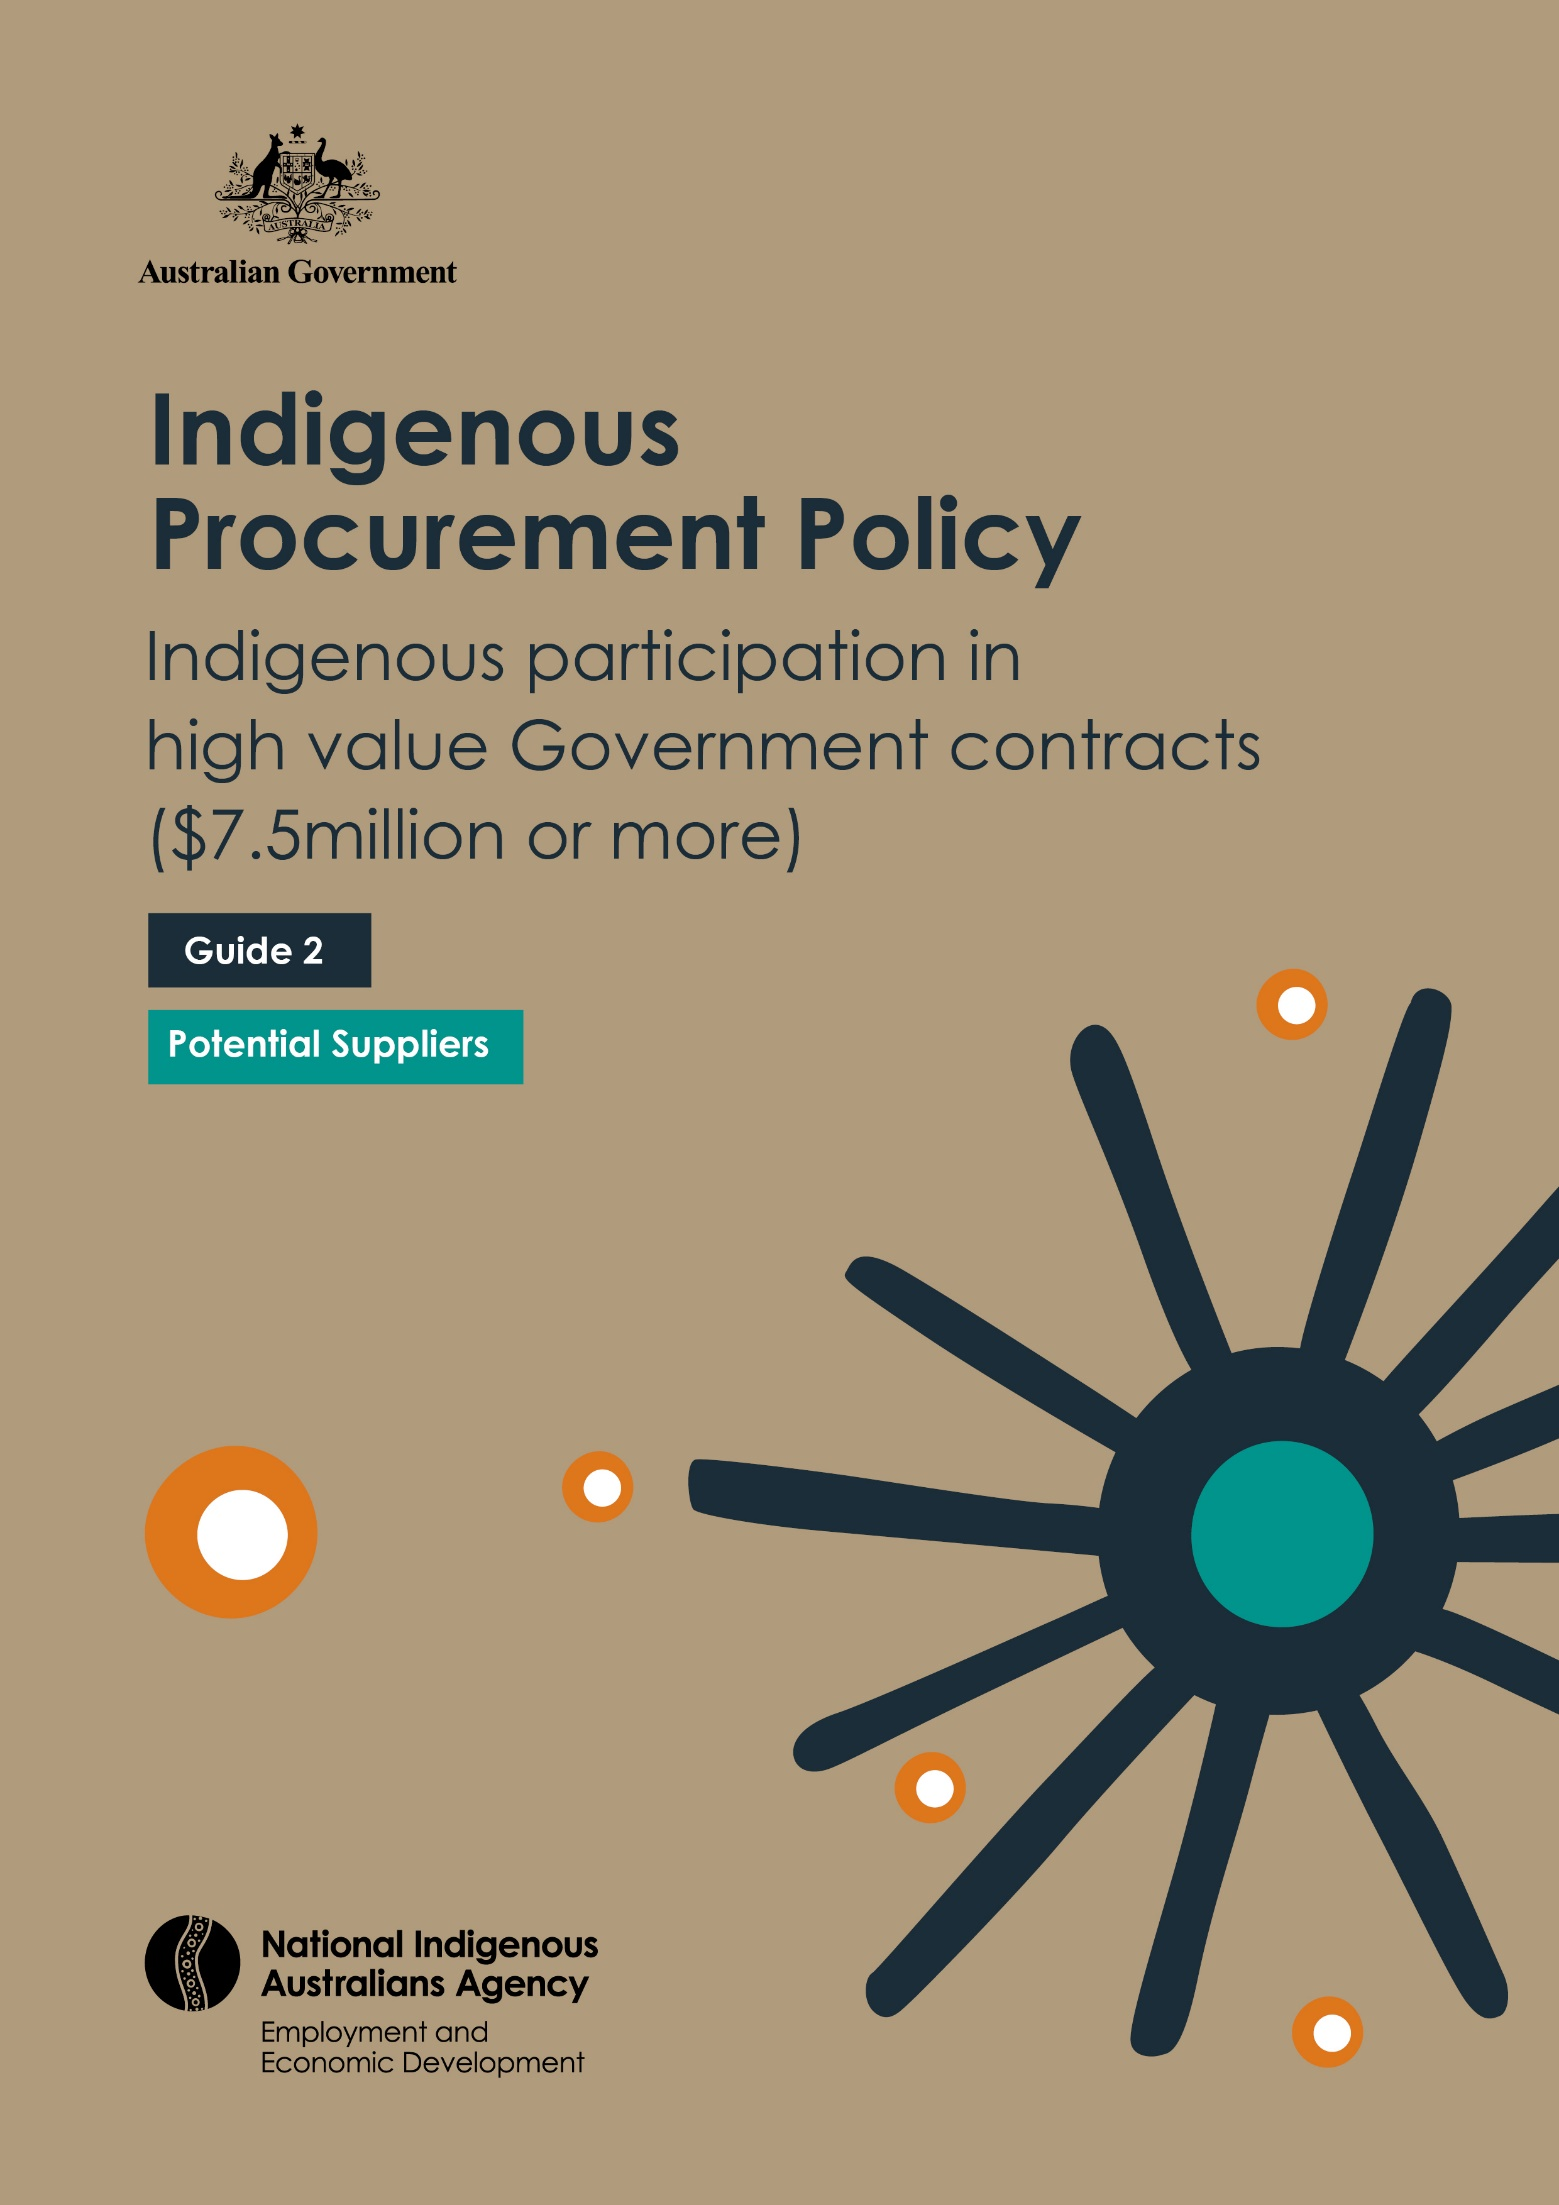 AUSTRALIA
Australian Government
Indigenous
Procurement Policy
Indigenous participation in
high value Government contracts
($7.5million or more)
Guide 2
Potential Suppliers
National Indigenous
Australians Agency
Employment and
Economic Development